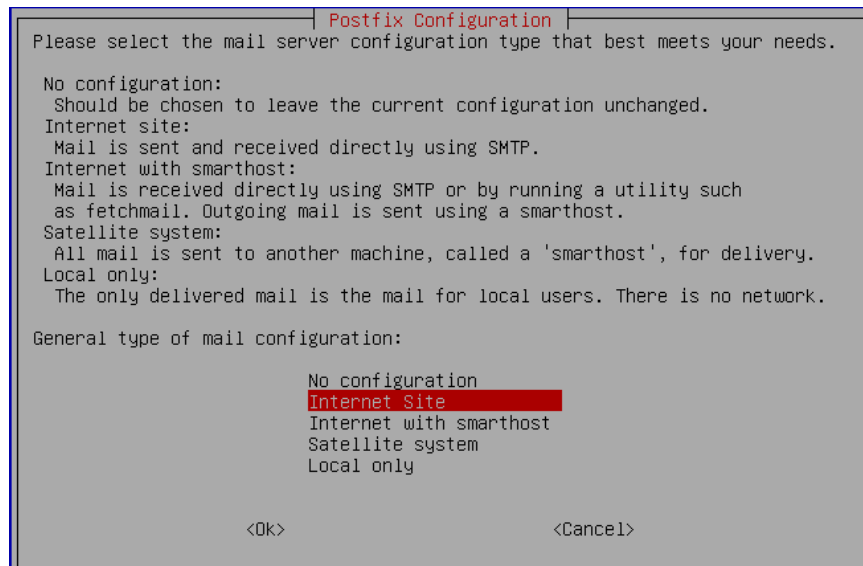 Postfix Configuration
Please select the mail server configuration type that best meets your needs.
No configuration:
Should be chosen to leave the current configuration unchanged.
Internet site:
Mail is sent and received directly using SMTP.
Internet with smarthost:
Mail is received directly using SMTP or by running a utility such
as fetchmail. Outgoing mail is sent using a smarthost.
Satellite system:
All mail is sent to another machine, called a 'smarthost', for delivery.
Local only:
The only delivered mail is the mail for local users. There is no network.
General type of mail configuration:
No configuration
Internet Site
Internet with smarthost
Satellite system
Local only
<Ok> <Cancel>